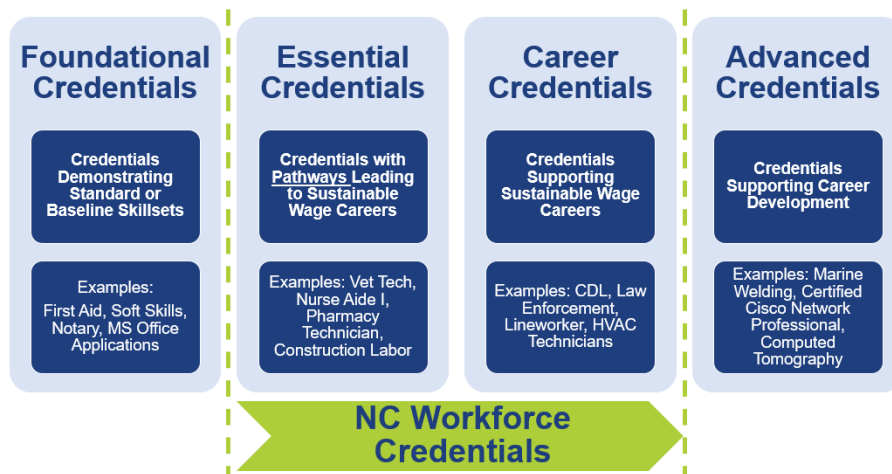 Foundational
Credentials
Credentials
Demonstrating
Standard or
Baseline Skillsets
Examples:
First Aid, Soft Skills,
Notary, MS Office
Applications
Essential
Credentials
Credentials with
Pathways Leading
to Sustainable
Wage Careers
Examples: Vet Tech,
Nurse Aide I,
Pharmacy
Technician,
Construction Labor
Career
Credentials
Credentials
Supporting
Sustainable Wage
Careers
Examples: CDL, Law
Enforcement,
Lineworker, HVAC
Technicians
Advanced
Credentials
Credentials
Supporting Career
Development
Examples: Marine
Welding, Certified
Cisco Network
Professional,
Computed
Tomography
NC Workforce
Credentials